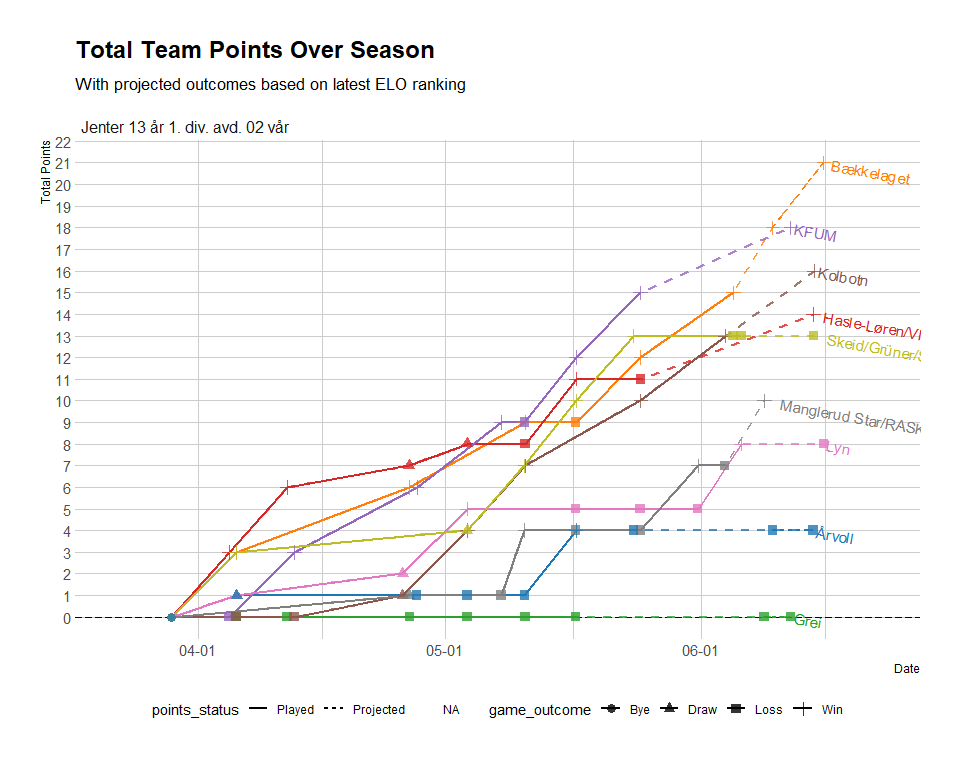 Total Team Points Over Season
With projected outcomes based on latest ELO ranking
Jenter 13 år 1. div. avd. 02 vår
Total Points
22
21
20
19
18
17
16
15
14
13
12
11
10
9
8
7
6
5
4
3
2
1
0
Bækkelaget
KFUM
Kolbotn
Hasle-Løren/
Skeid/Grüner/
Manglerud Star/RASK
Lyn
Årvoll
Grei
04-01
05-01
06-01
Date
points_status Played Projected NA game_outcome Bye Draw Loss Win